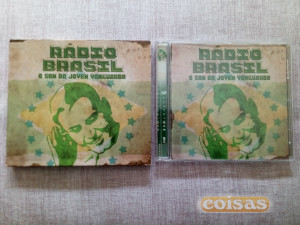 RÁDIO
BRASIL
O SOM DA JOVEM VANGUARDA
RÁDIO
BRASIL
O SOM DA JOVEM VANGUARDA
coisas